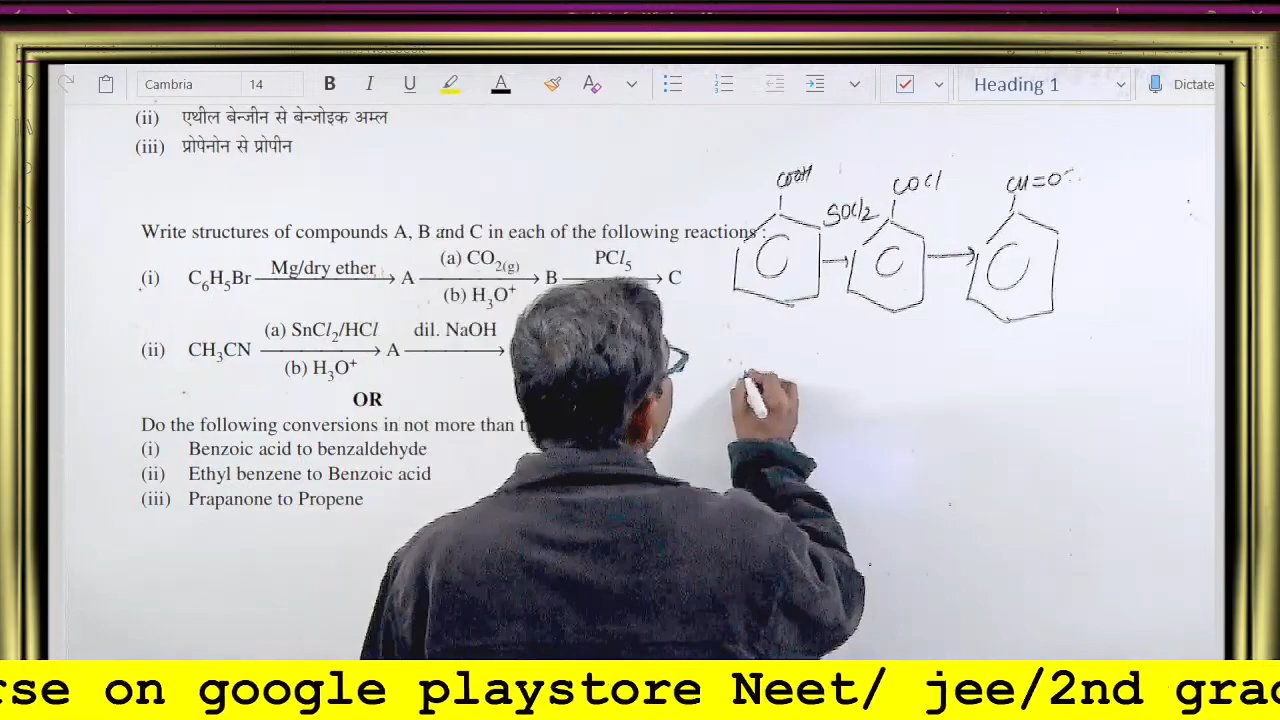 Cambria 14 B I U A A Heading 1 Dictate
(ii) एथील बेन्जीन से बेन्जोइक अम्ल
(iii) प्रोपेनोन से प्रोपीन
Write structures of compounds A, B and C in each of the following reactions :
(i) C6H5Br Mg/dry ether A (a) CO2(g) (b) H3O+ B PCl5 C
(ii) CH3CN (a) SnCl2/HCl (b) H3O+ A dil. NaOH
OR
Do the following conversions in not more than
(i) Benzoic acid to benzaldehyde
(ii) Ethyl benzene to Benzoic acid
(iii) Prapanone to Propene
COOH SOCl2 COCl CH=O
rse on google playstore Neet/ jee/2nd grad